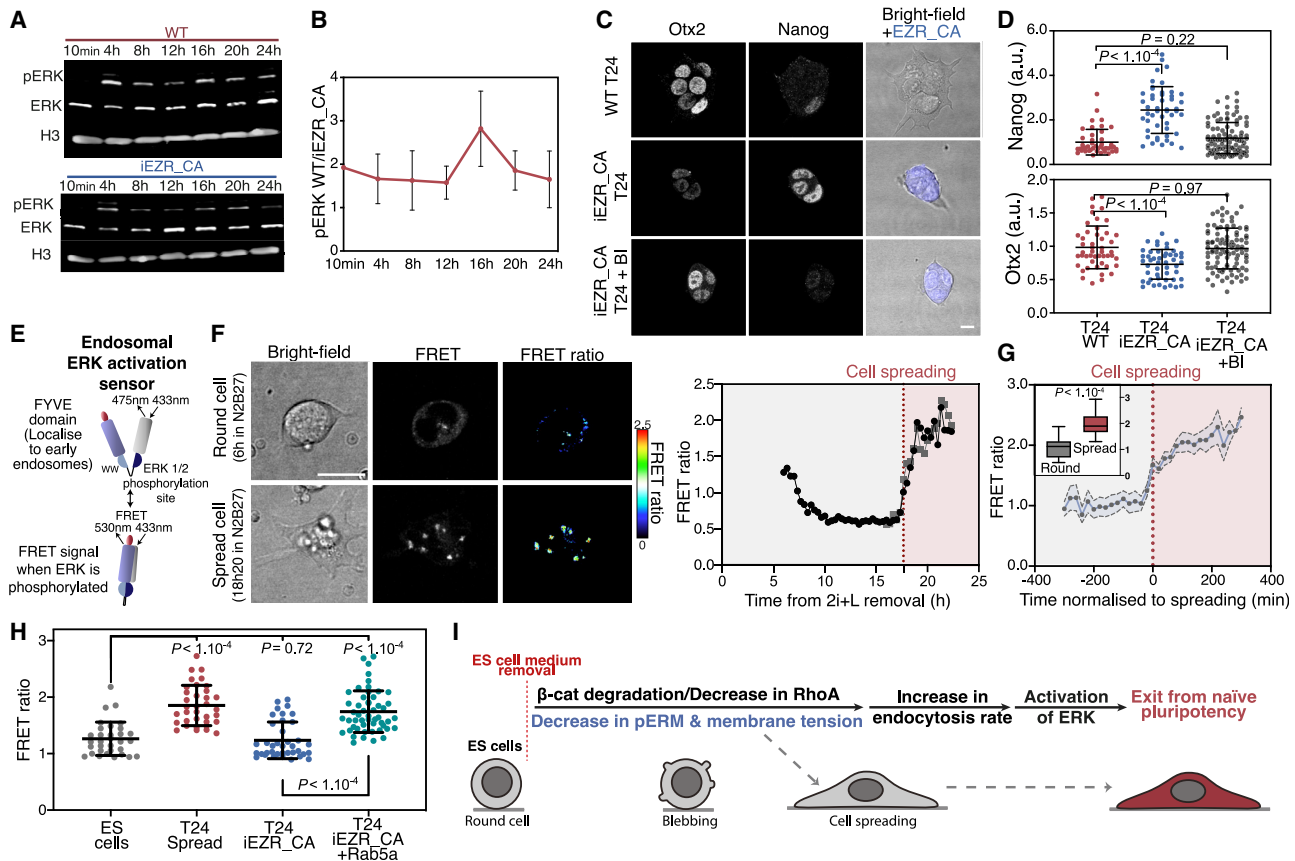 A
WT
10min 4h 8h 12h 16h 20h 24h
pERK
ERK
H3
iEZR_CA
10min 4h 8h 12h 16h 20h 24h
pERK
ERK
H3
B
pERK WT/iEZR_CA
4
3
2
1
0
10min 4h 8h 12h 16h 20h 24h
C
Otx2
Nanog
Bright-field
+EZR_CA
WT T24
iEZR_CA
T24
iEZR_CA
T24 + BI
D
Nanog (a.u.)
6.0
4.0
2.0
0.0
P = 0.22
P < 1.10-4
Otx2 (a.u.)
2.0
1.5
1.0
0.5
0.0
P = 0.97
P < 1.10-4
T24
WT
T24
iEZR_CA
T24
iEZR_CA
+BI
E
Endosomal
ERK activation
sensor
FYVE
domain
(Localise
to early
endosomes)
475nm 433nm
ww
ERK 1/2
phosphorylation
site
FRET
530nm 433nm
FRET signal
when ERK is
phosphorylated
F
Bright-field
FRET
FRET ratio
Round cell
(6h in N2B27)
Spread cell
(18h20 in N2B27)
2.5
0
FRET ratio
Cell spreading
FRET ratio
2.5
2.0
1.5
1.0
0.5
0.0
0 5 10 15 20 25
Time from 2i+L removal (h)
G
Cell spreading
FRET ratio
3.0
2.0
1.0
0.0
P < 1.10-4
3
2
1
0
Spread
Round
-400 -200 0 200 400
Time normalised to spreading (min)
H
FRET ratio
3
2
1
0
P < 1.10-4
P = 0.72
P < 1.10-4
P < 1.10-4
ES
cells
T24
Spread
T24
iEZR_CA
T24
iEZR_CA
+Rab5a
I
ES cell medium
removal
β-cat degradation/Decrease in RhoA
Decrease in pERM & membrane tension
Increase in
endocytosis rate
Activation
of ERK
Exit from naïve
pluripotency
ES cells
Round cell
Blebbing
Cell spreading